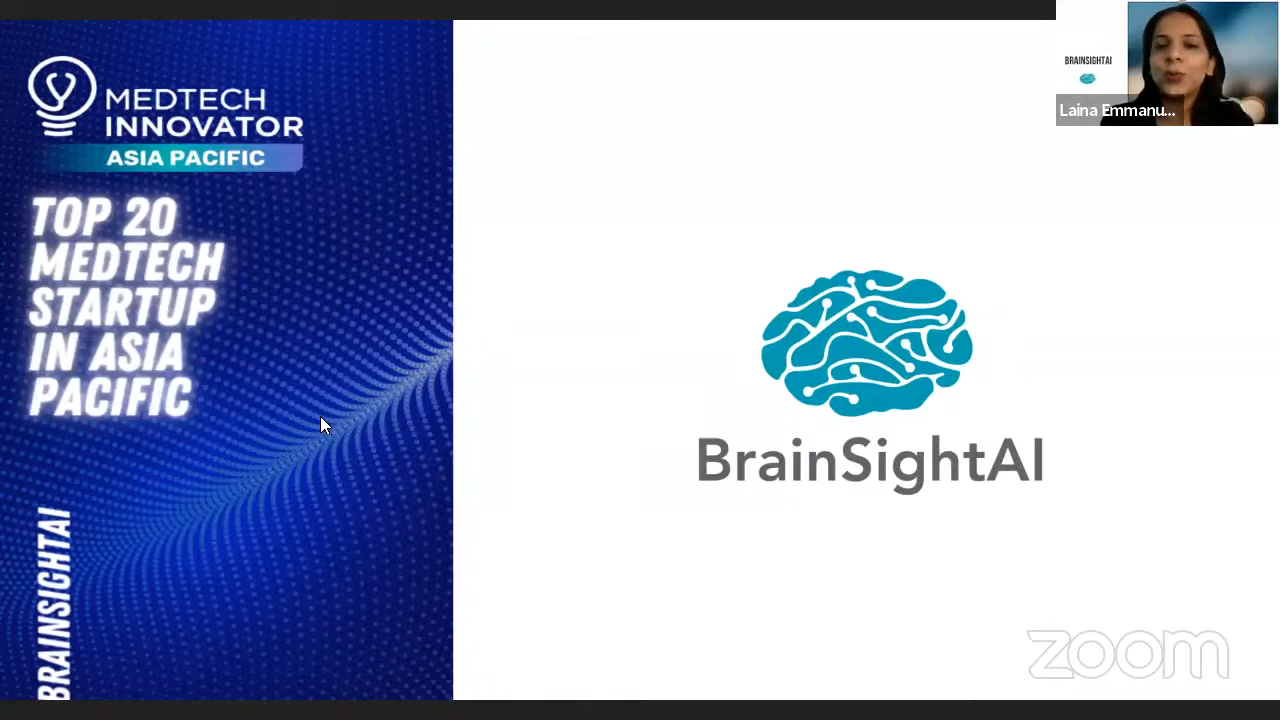 MEDTECH
INNOVATOR
ASIA PACIFIC
TOP 20
MEDTECH
STARTUP
IN ASIA
PACIFIC
BRAINSIGHTAI
BrainSightAI
BRAINSIGHTAI
Laina Emmanu...
zoom